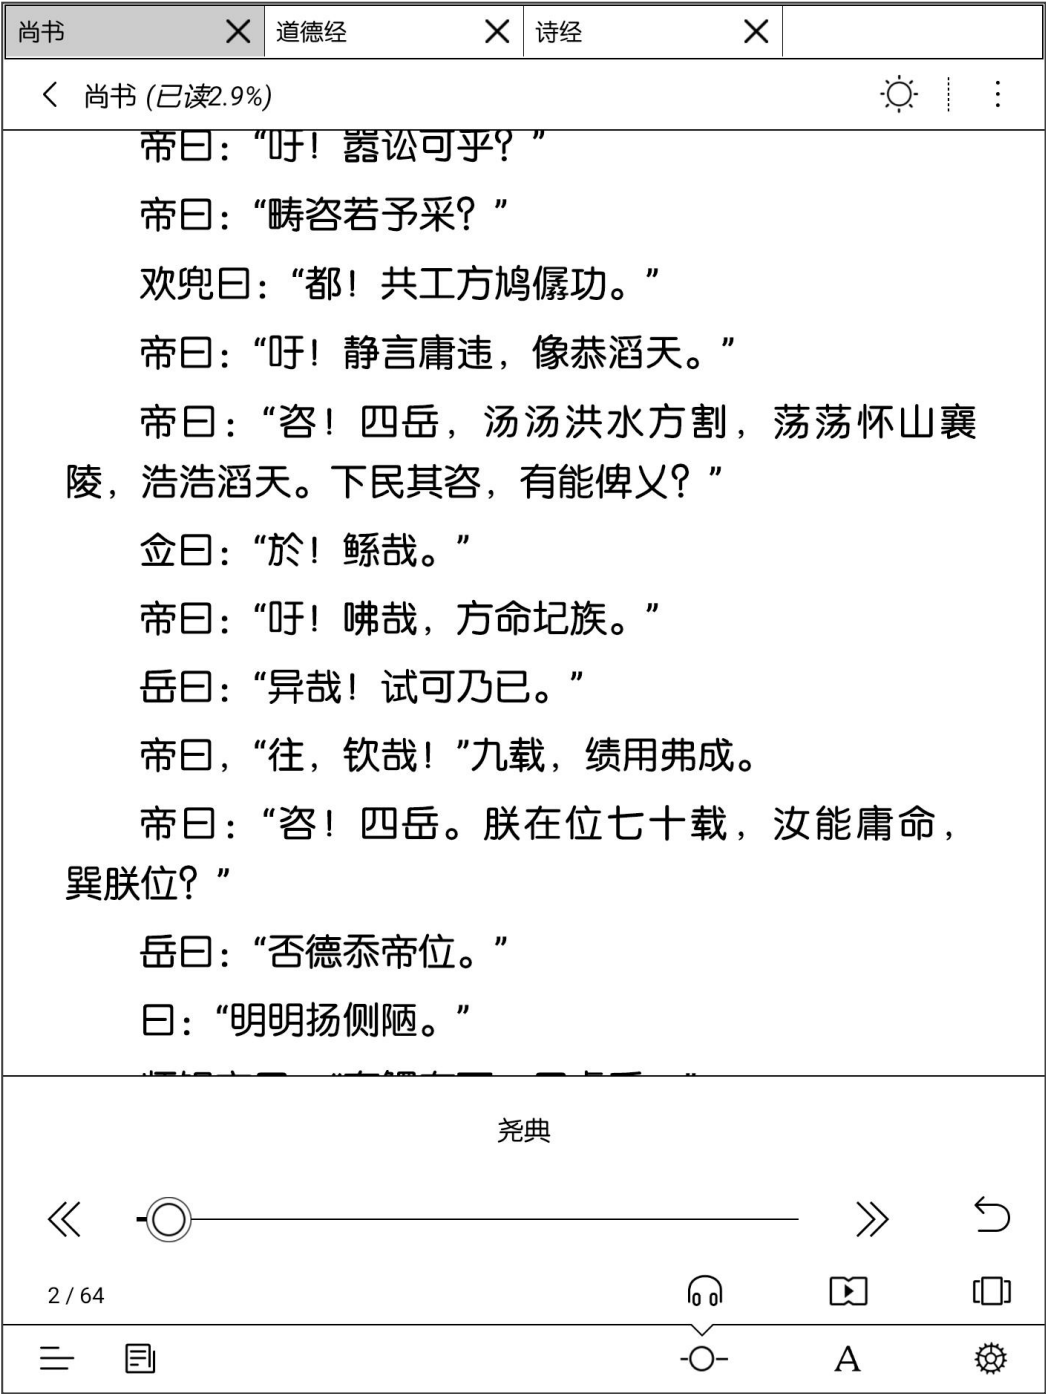 尚书 道德经 诗经
尚书 (已读2.9%)
帝曰：“吁！嚣讼可乎？”
帝曰：“畴咨若予采？”
欢兜曰：“都！共工方鸠僝功。”
帝曰：“吁！静言庸违，像恭滔天。”
帝曰：“咨！四岳，汤汤洪水方割，荡荡怀山襄
陵，浩浩滔天。下民其咨，有能俾乂？”
佥曰：“於！鲧哉。”
帝曰：“吁！咈哉，方命圮族。”
岳曰：“异哉！试可乃已。”
帝曰，“往，钦哉！”九载，绩用弗成。
帝曰：“咨！四岳。朕在位七十载，汝能庸命，
巽朕位？”
岳曰：“否德忝帝位。”
曰：“明明扬侧陋。”
尧典
2 / 64
A